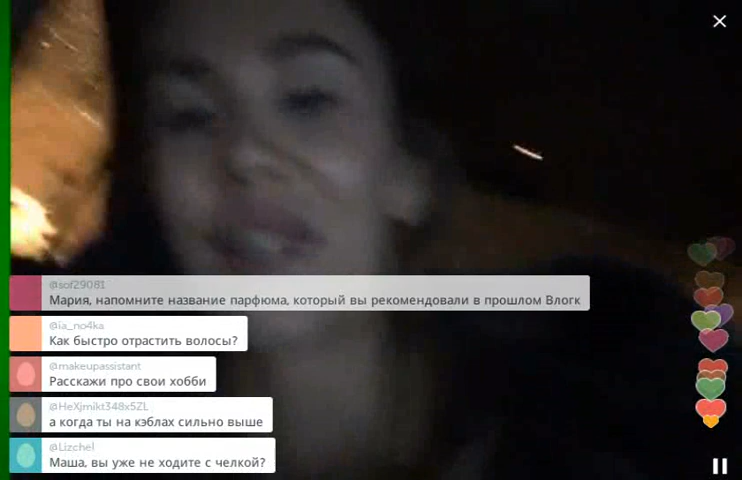 @sof29081
Мария, напомните название парфюма, который вы рекомендовали в прошлом Влогк
@ia_no4ka
Как быстро отрастить волосы?
@makeupassistant
Расскажи про свои хобби
@HeXjmikt348x5ZL
а когда ты на кэблах сильно выше
@Lizchel
Маша, вы уже не ходите с челкой?